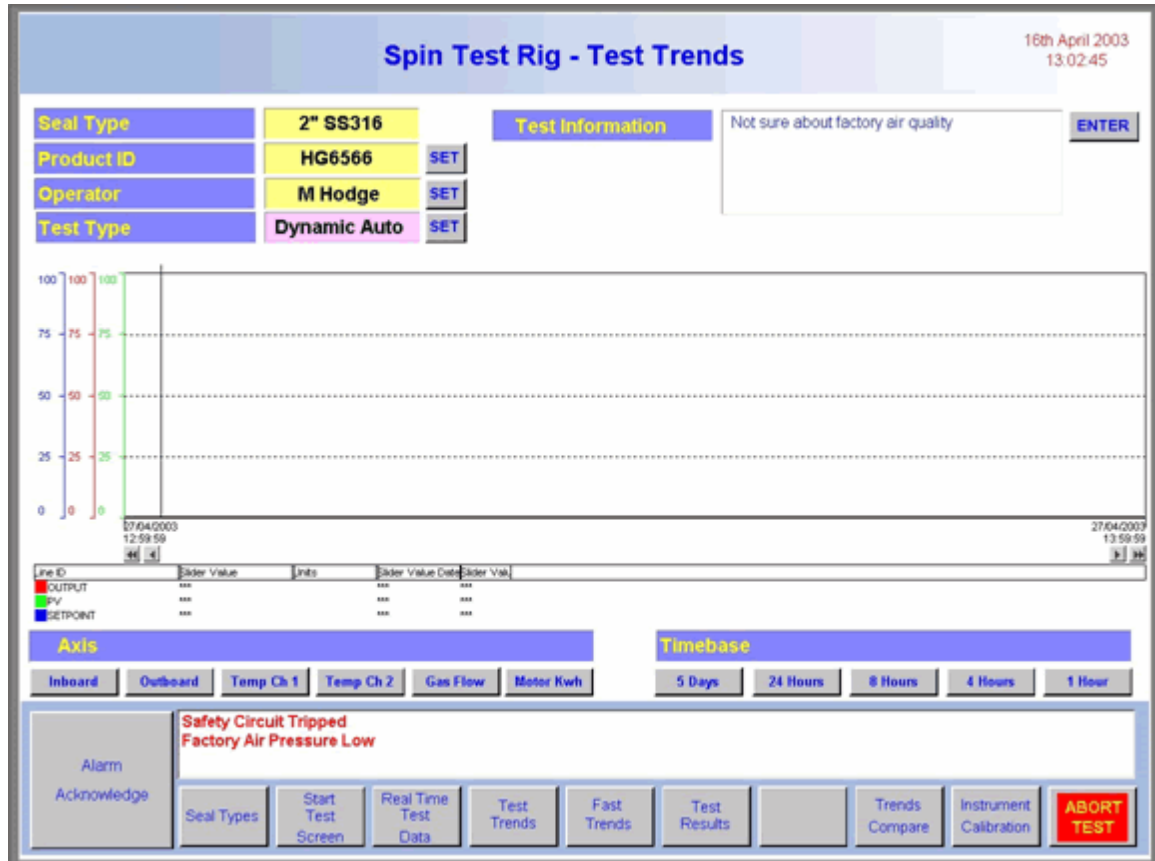 Spin Test Rig - Test Trends
16th April 2003
13:02:45
Seal Type
2" SS316
Test Information
Not sure about factory air quality
ENTER
Product ID
HG6566
SET
Operator
M Hodge
SET
Test Type
Dynamic Auto
SET
100 100 100
75 75 75
50 50 50
25 25 25
0 0 0
27/04/2003
12:59:59
27/04/2003
13:59:59
Line ID Slider Value Units Slider Value Date Slider Val
OUTPUT *** *** ***
PV *** *** ***
SETPOINT *** *** ***
Axis
Timebase
Inboard Outboard Temp Ch 1 Temp Ch 2 Gas Flow Motor Kwh
5 Days 24 Hours 8 Hours 4 Hours 1 Hour
Alarm
Acknowledge
Safety Circuit Tripped
Factory Air Pressure Low
Seal Types
Start
Test
Screen
Real Time
Test
Data
Test
Trends
Fast
Trends
Test
Results
Trends
Compare
Instrument
Calibration
ABORT
TEST